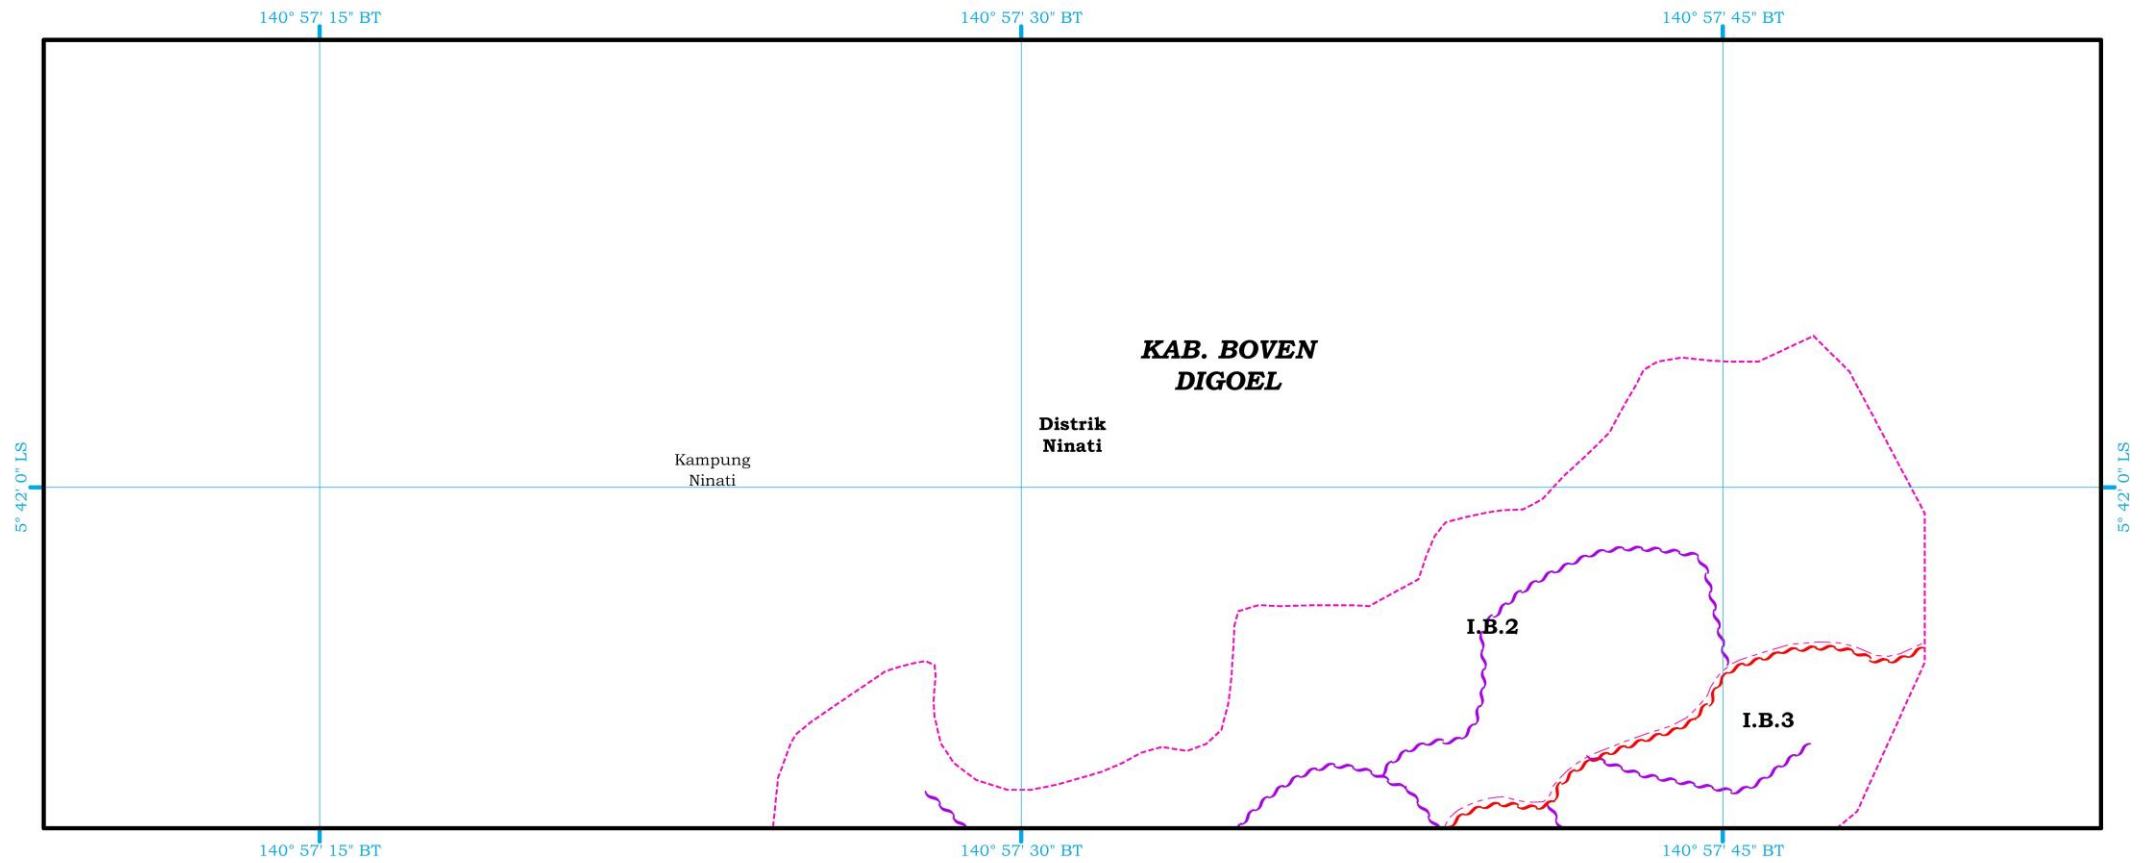 140° 57' 15" BT
140° 57' 30" BT
140° 57' 45" BT
KAB. BOVEN
DIGOEL
Distrik
Ninati
Kampung
Ninati
5° 42' 0" LS
5° 42' 0" LS
I.B.2
I.B.3
140° 57' 15" BT
140° 57' 30" BT
140° 57' 45" BT